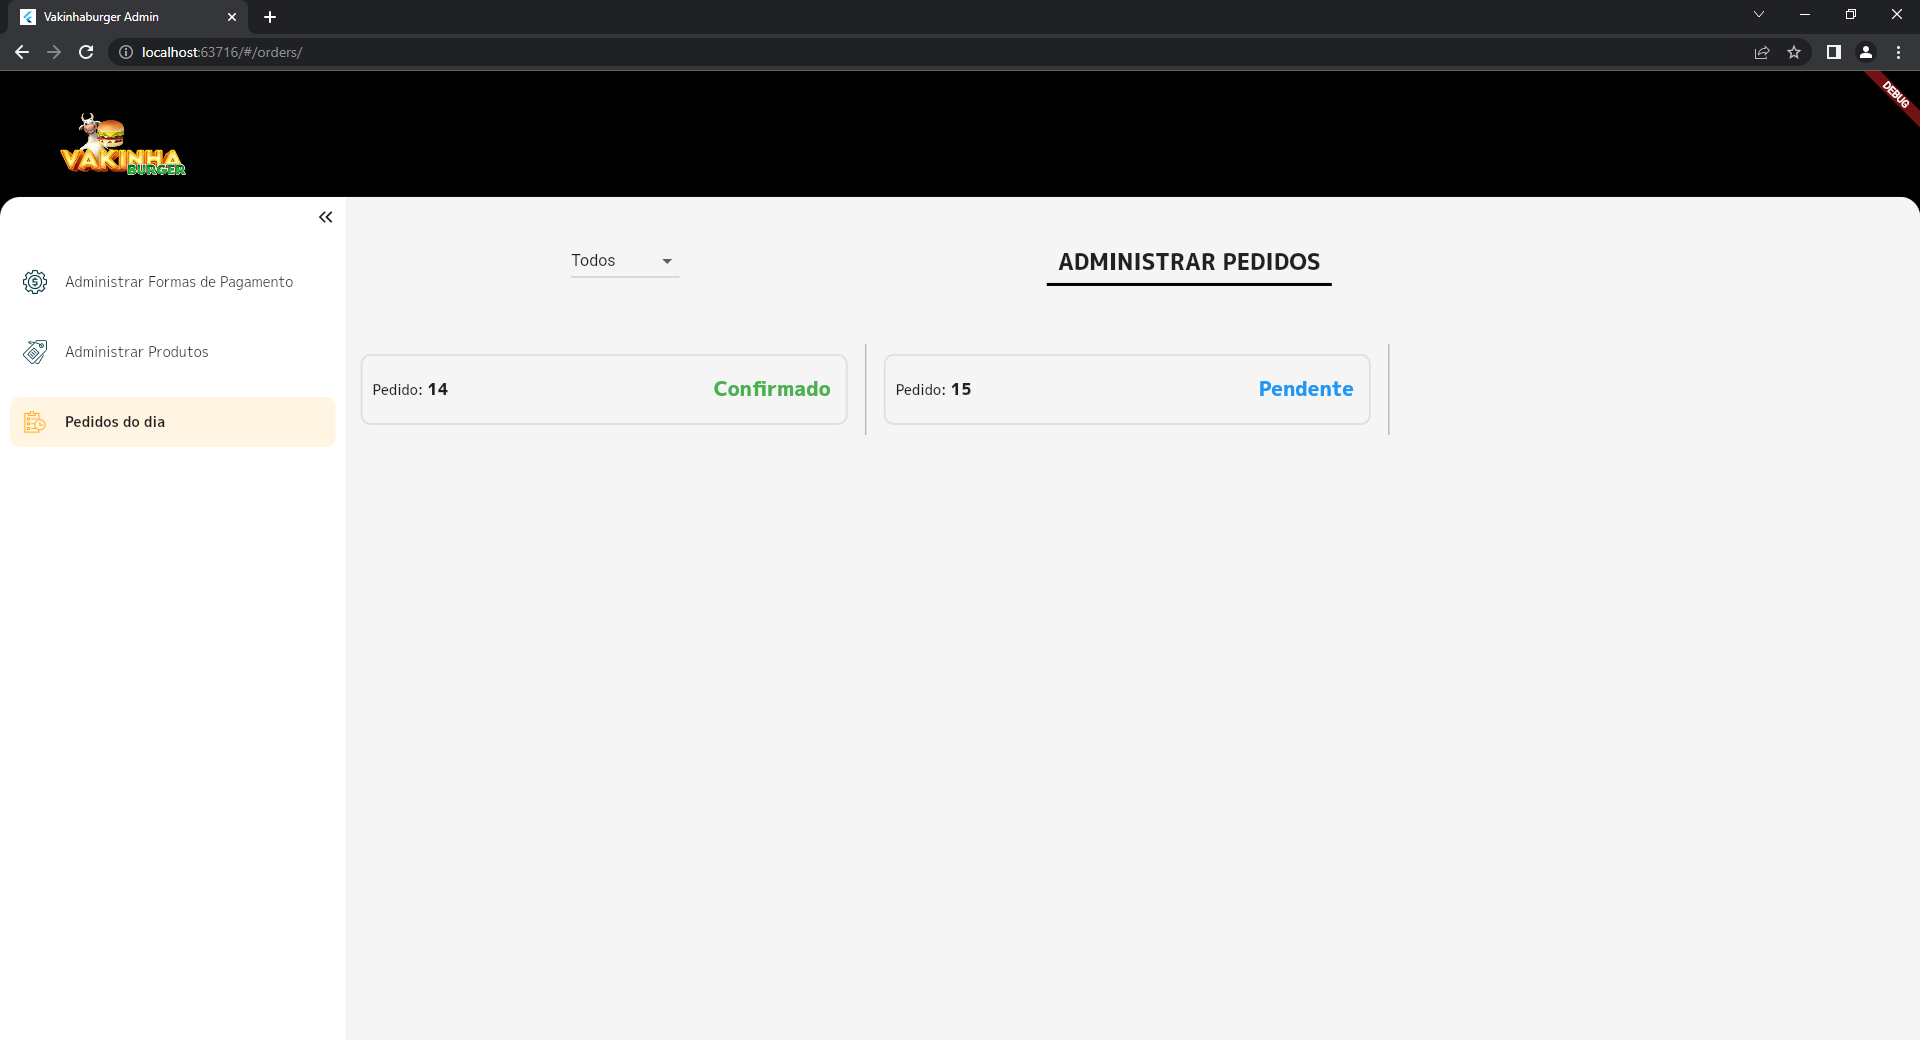 Vakinhaburger Admin
localhost:63716/#/orders/
DEBUG
VAKINHA
BURGER
Todos
ADMINISTRAR PEDIDOS
Administrar Formas de Pagamento
Administrar Produtos
Pedidos do dia
Pedido: 14 Confirmado
Pedido: 15 Pendente